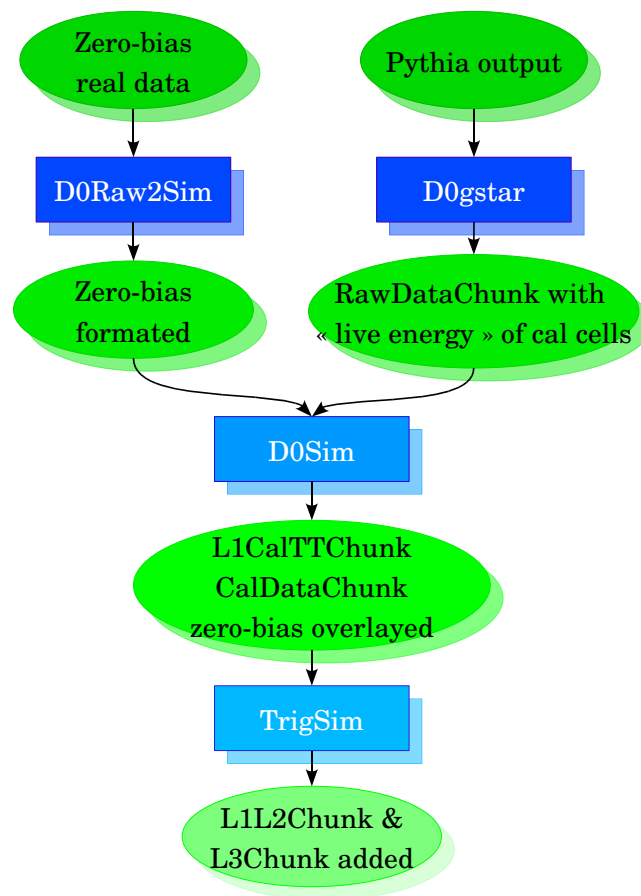 Zero-bias
real data
Pythia output
D0Raw2Sim
D0gstar
Zero-bias
formated
RawDataChunk with
« live energy » of cal cells
D0Sim
L1CalTTChunk
CalDataChunk
zero-bias overlayed
TrigSim
L1L2Chunk &
L3Chunk added